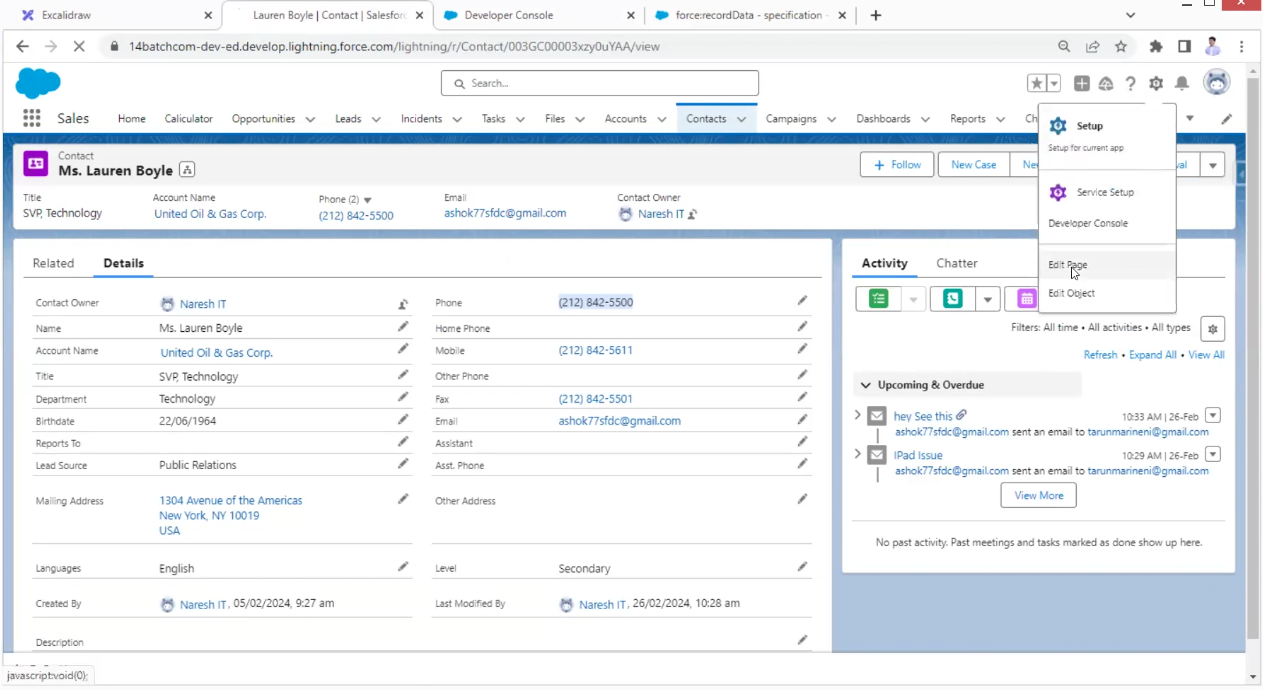 Excalidraw
Lauren Boyle | Contact | Salesforc
Developer Console
force:recordData - specification -
14batchcom-dev-ed.develop.lightning.force.com/lightning/r/Contact/003GC00003xzy0uYAA/view
Search...
Sales
Home
Calculator
Opportunities
Leads
Incidents
Tasks
Files
Accounts
Contacts
Campaigns
Dashboards
Reports
Ch
Setup
Setup for current app
Service Setup
Developer Console
Edit Page
Edit Object
Contact
Ms. Lauren Boyle
+ Follow
New Case
New
val
Title
Account Name
Phone (2)
Email
Contact Owner
SVP, Technology
United Oil & Gas Corp.
(212) 842-5500
ashok77sfdc@gmail.com
Naresh IT
Related
Details
Contact Owner
Naresh IT
Phone
(212) 842-5500
Name
Ms. Lauren Boyle
Home Phone
Account Name
United Oil & Gas Corp.
Mobile
(212) 842-5611
Title
SVP, Technology
Other Phone
Department
Technology
Fax
(212) 842-5501
Birthdate
22/06/1964
Email
ashok77sfdc@gmail.com
Reports To
Assistant
Lead Source
Public Relations
Asst. Phone
Mailing Address
1304 Avenue of the Americas
New York, NY 10019
USA
Other Address
Languages
English
Level
Secondary
Created By
Naresh IT, 05/02/2024, 9:27 am
Last Modified By
Naresh IT, 26/02/2024, 10:28 am
Description
Activity
Chatter
Filters: All time • All activities • All types
Refresh • Expand All • View All
Upcoming & Overdue
hey See this
10:33 AM | 26-Feb
ashok77sfdc@gmail.com sent an email to tarunmarineni@gmail.com
IPad Issue
10:29 AM | 26-Feb
ashok77sfdc@gmail.com sent an email to tarunmarineni@gmail.com
View More
No past activity. Past meetings and tasks marked as done show up here.
javascript:void(0);